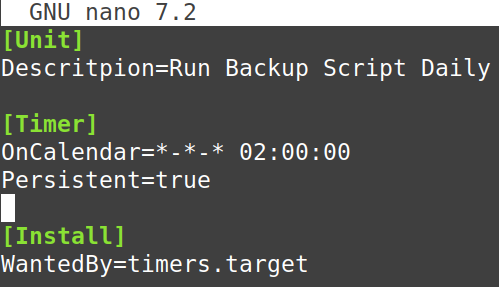 GNU nano 7.2
[Unit]
Descritpion=Run Backup Script Daily
[Timer]
OnCalendar=*-*-* 02:00:00
Persistent=true
[Install]
WantedBy=timers.target